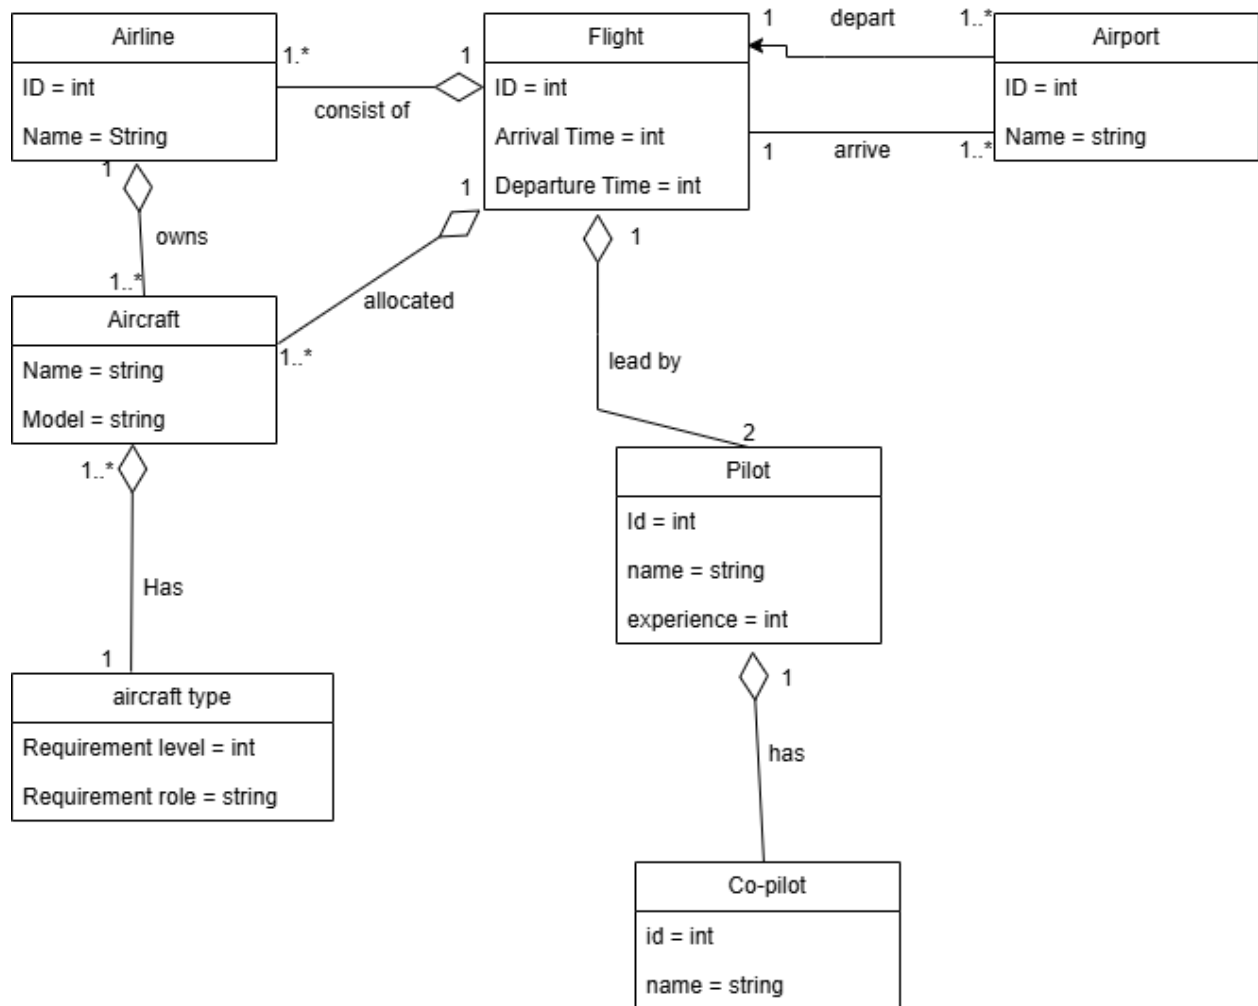 Airline
ID = int
Name = String
1.*
1
consist of
Flight
ID = int
Arrival Time = int
Departure Time = int
1
depart
1..*
1
arrive
1..*
Airport
ID = int
Name = string
1
owns
1..*
1
allocated
1..*
Aircraft
Name = string
Model = string
1
lead by
2
1..*
Has
1
Pilot
Id = int
name = string
experience = int
aircraft type
Requirement level = int
Requirement role = string
1
has
Co-pilot
id = int
name = string